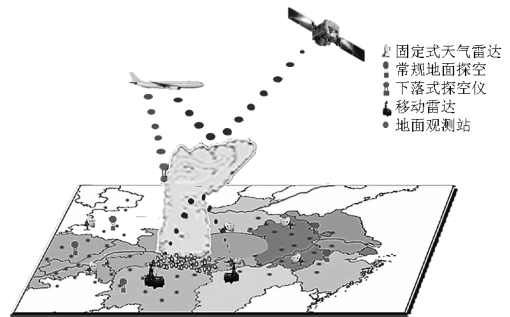 固定式天气雷达
常规地面探空
下落式探空仪
移动雷达
地面观测站